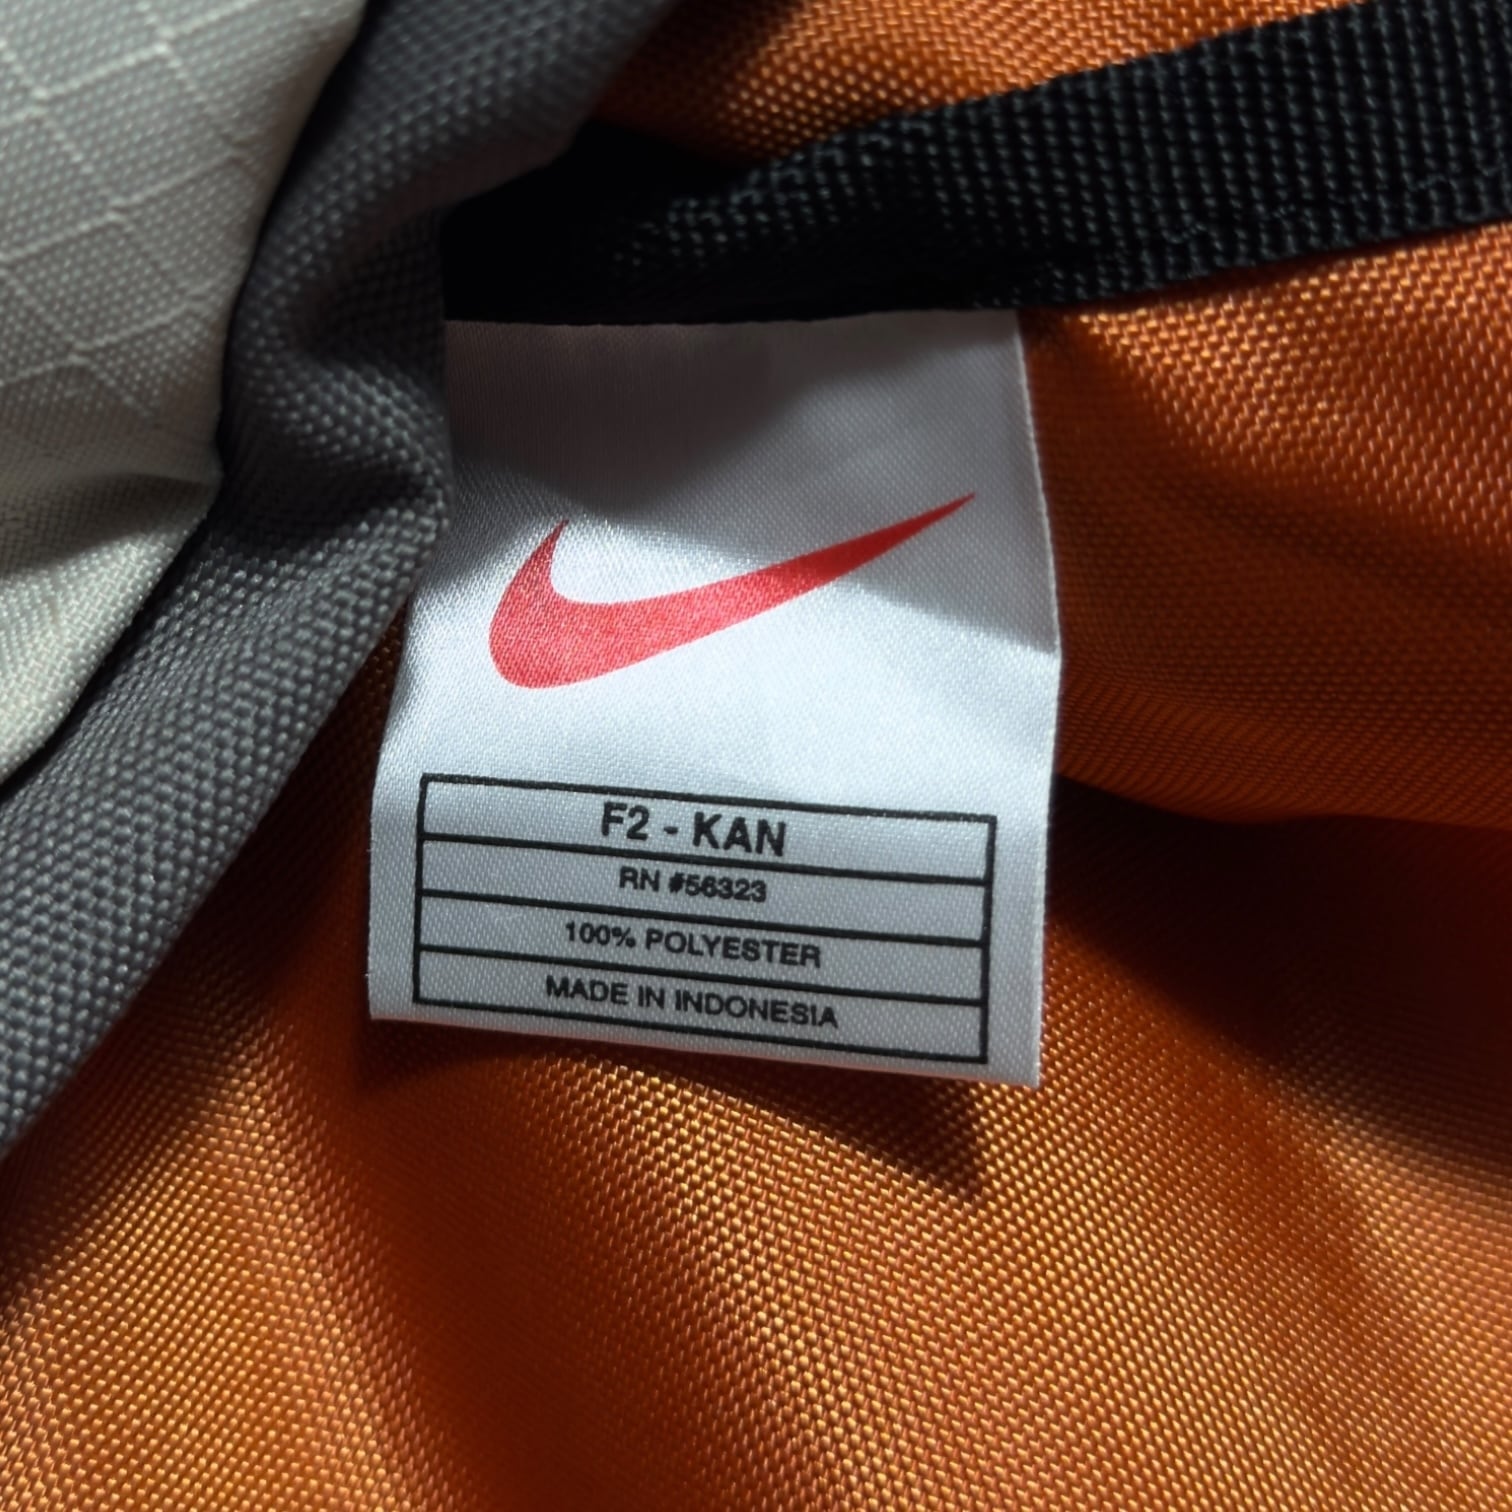 F2 - KAN
RN #56323
100% POLYESTER
MADE IN INDONESIA